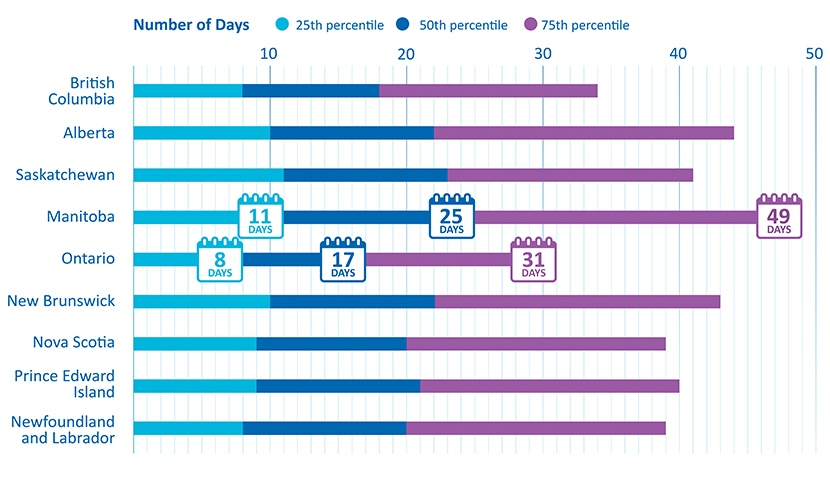 Number of Days 25th percentile 50th percentile 75th percentile
10 20 30 40 50
British
Columbia
Alberta
Saskatchewan
Manitoba
11
DAYS
25
DAYS
49
DAYS
Ontario
8
DAYS
17
DAYS
31
DAYS
New Brunswick
Nova Scotia
Prince Edward
Island
Newfoundland
and Labrador